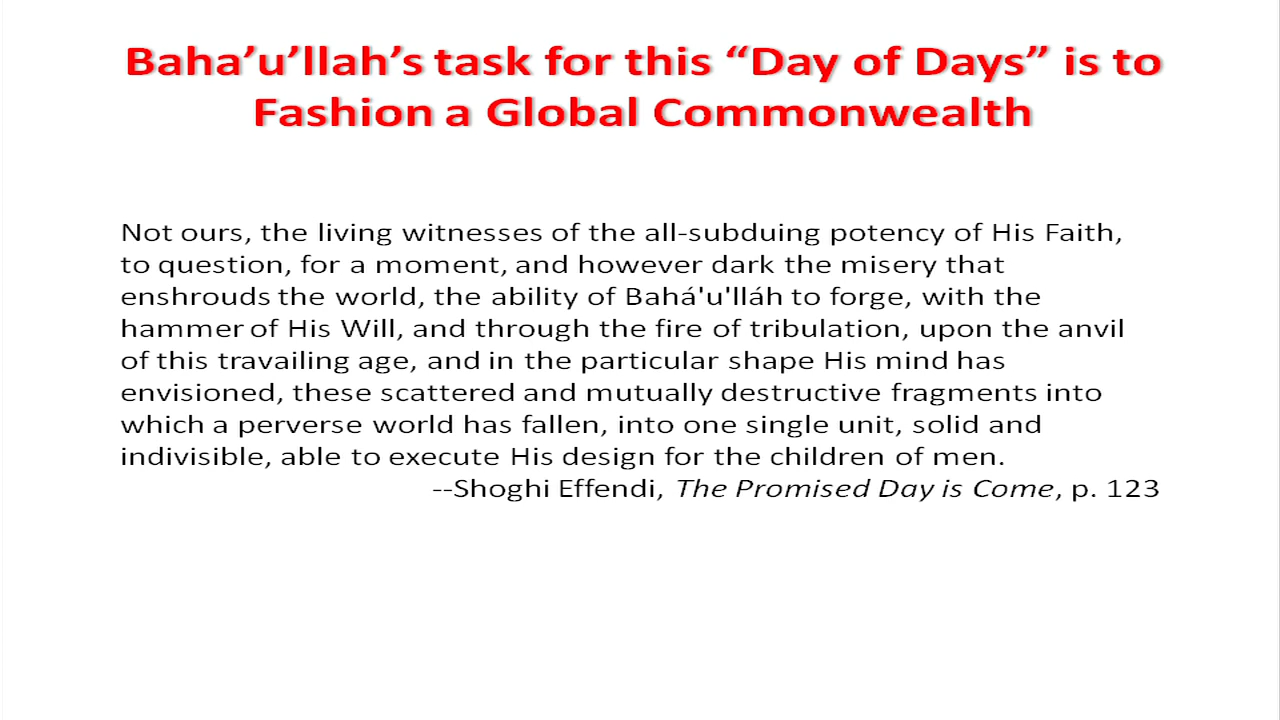 Baha’u’llah’s task for this “Day of Days” is to
Fashion a Global Commonwealth
Not ours, the living witnesses of the all-subduing potency of His Faith,
to question, for a moment, and however dark the misery that
enshrouds the world, the ability of Bahá'u'lláh to forge, with the
hammer of His Will, and through the fire of tribulation, upon the anvil
of this travailing age, and in the particular shape His mind has
envisioned, these scattered and mutually destructive fragments into
which a perverse world has fallen, into one single unit, solid and
indivisible, able to execute His design for the children of men.
--Shoghi Effendi, The Promised Day is Come, p. 123